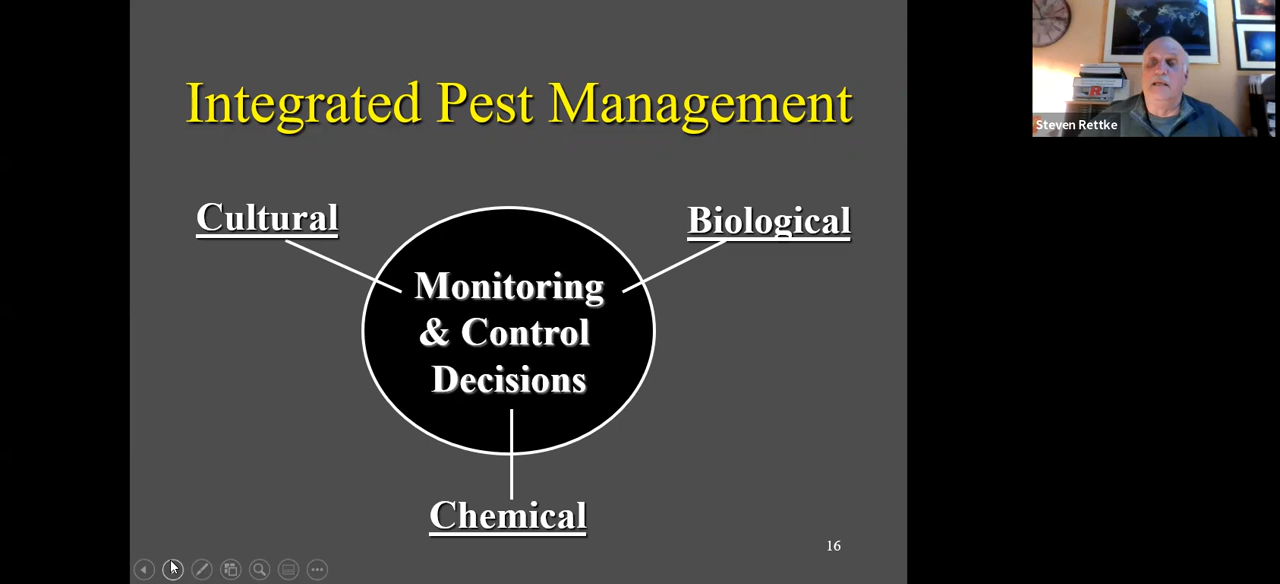 Integrated Pest Management
Cultural
Biological
Monitoring
& Control
Decisions
Chemical
16
Steven Rettke
R